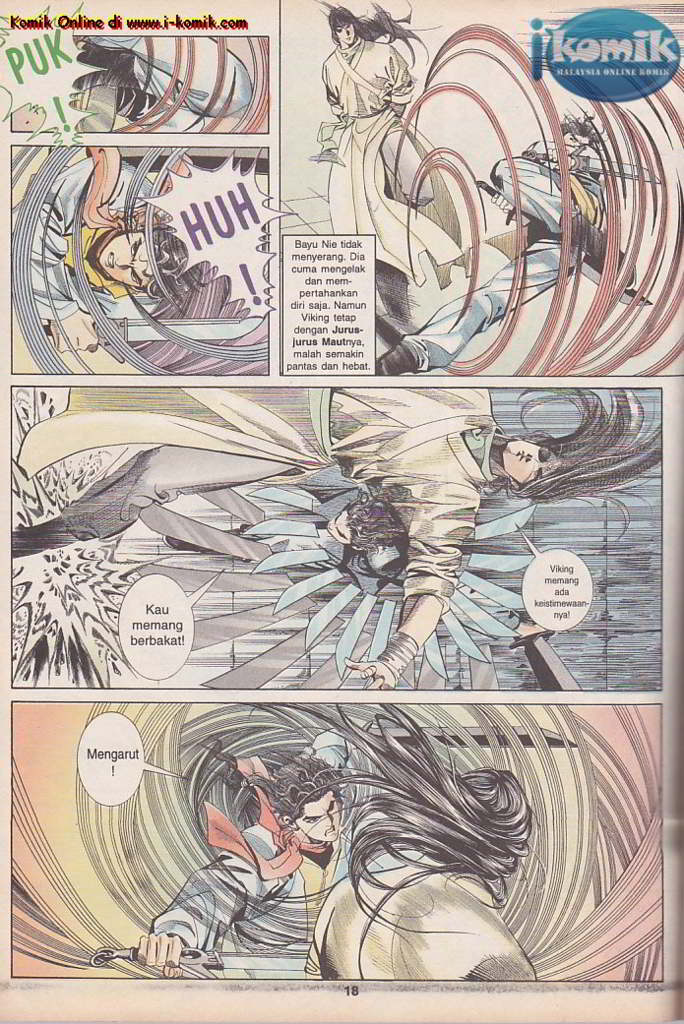 Komik Online di www.i-komik.com
ikomik
MALAYSIA ONLINE KOMIK
PUK
!
HUH
!
Bayu Nie tidak
menyerang. Dia
cuma mengelak
dan mem-
pertahankan
diri saja. Namun
Viking tetap
dengan Jurus-
jurus Mautnya,
malah semakin
pantas dan hebat.
Kau
memang
berbakat!
Viking
memang
ada
keistimewaan-
nya!
Mengarut
!
18